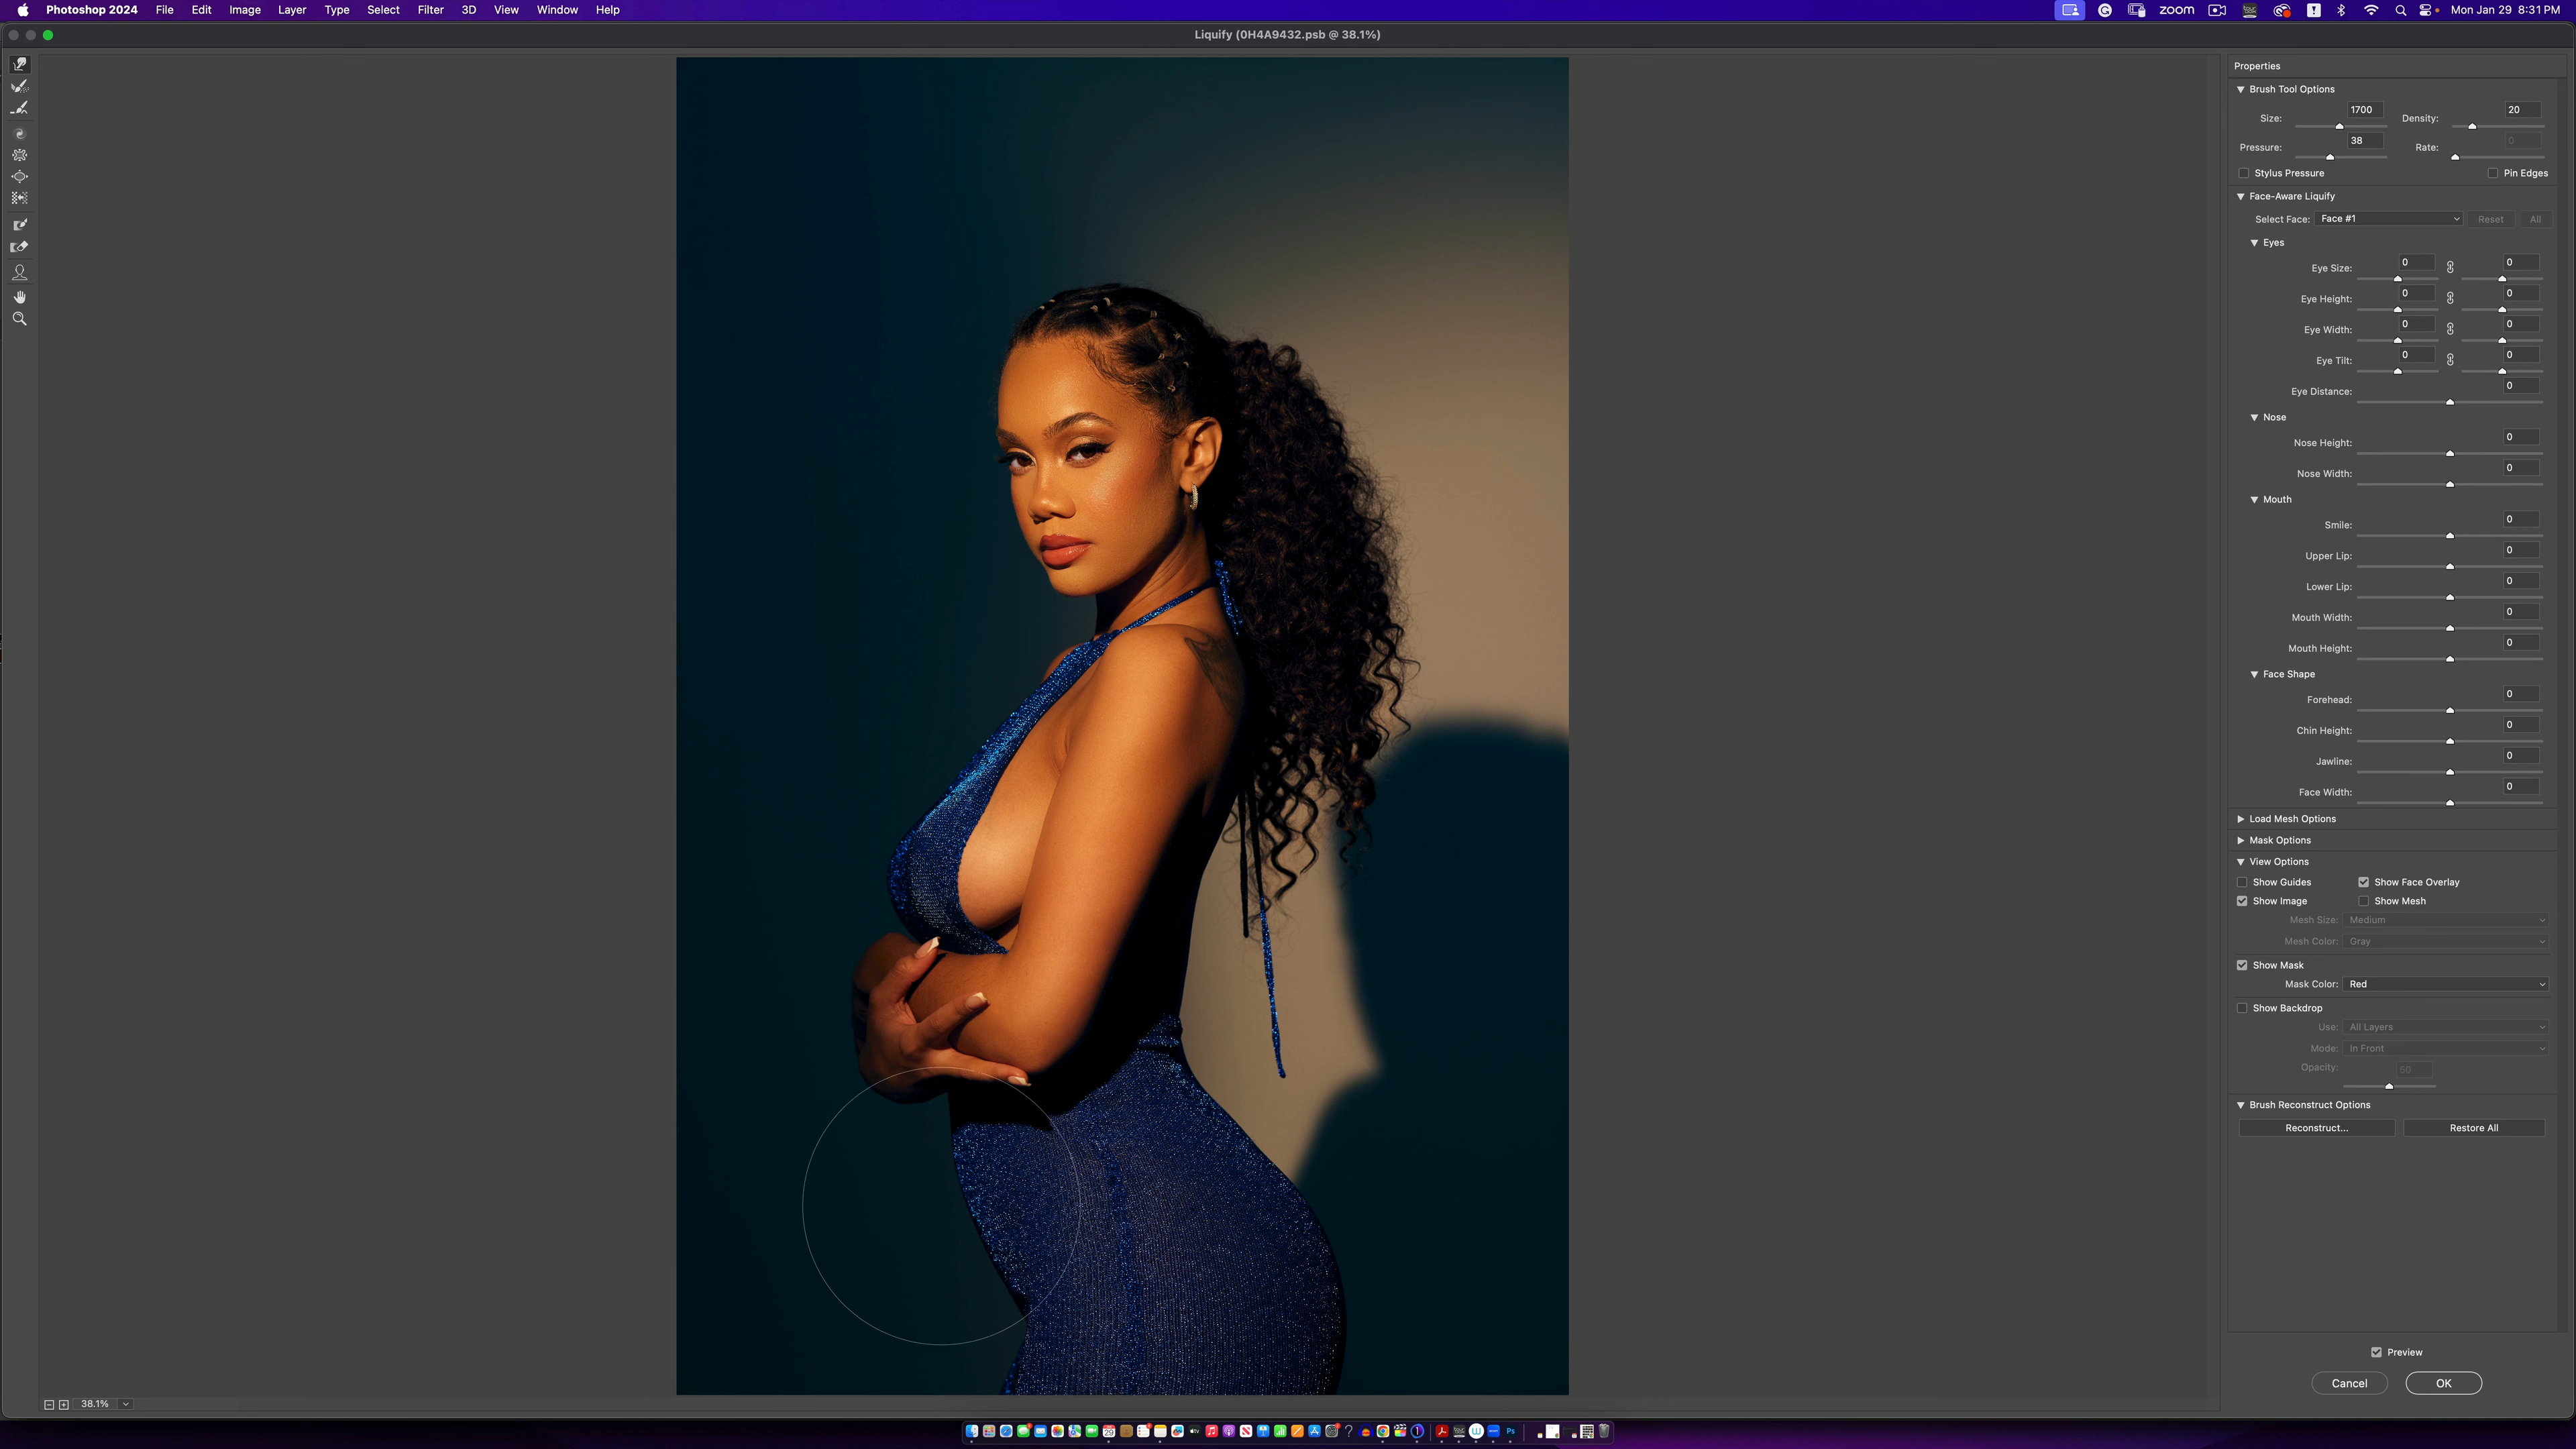 Photoshop 2024 File Edit Image Layer Type Select Filter 3D View Window Help zoom Mon Jan 29 8:31 PM
Liquify (0H4A9432.psb @ 38.1%)
Properties
Brush Tool Options
Size: 1700 Density: 20
Pressure: 38 Rate: 0
Stylus Pressure Pin Edges
Face-Aware Liquify
Select Face: Face #1 Reset All
Eyes
Eye Size: 0 0
Eye Height: 0 0
Eye Width: 0 0
Eye Tilt: 0 0
Eye Distance: 0
Nose
Nose Height: 0
Nose Width: 0
Mouth
Smile: 0
Upper Lip: 0
Lower Lip: 0
Mouth Width: 0
Mouth Height: 0
Face Shape
Forehead: 0
Chin Height: 0
Jawline: 0
Face Width: 0
Load Mesh Options
Mask Options
View Options
Show Guides Show Face Overlay
Show Image Show Mesh
Mesh Size: Medium
Mesh Color: Gray
Show Mask
Mask Color: Red
Show Backdrop
Use: All Layers
Mode: In Front
Opacity: 50
Brush Reconstruct Options
Reconstruct... Restore All
Preview
Cancel OK
38.1%